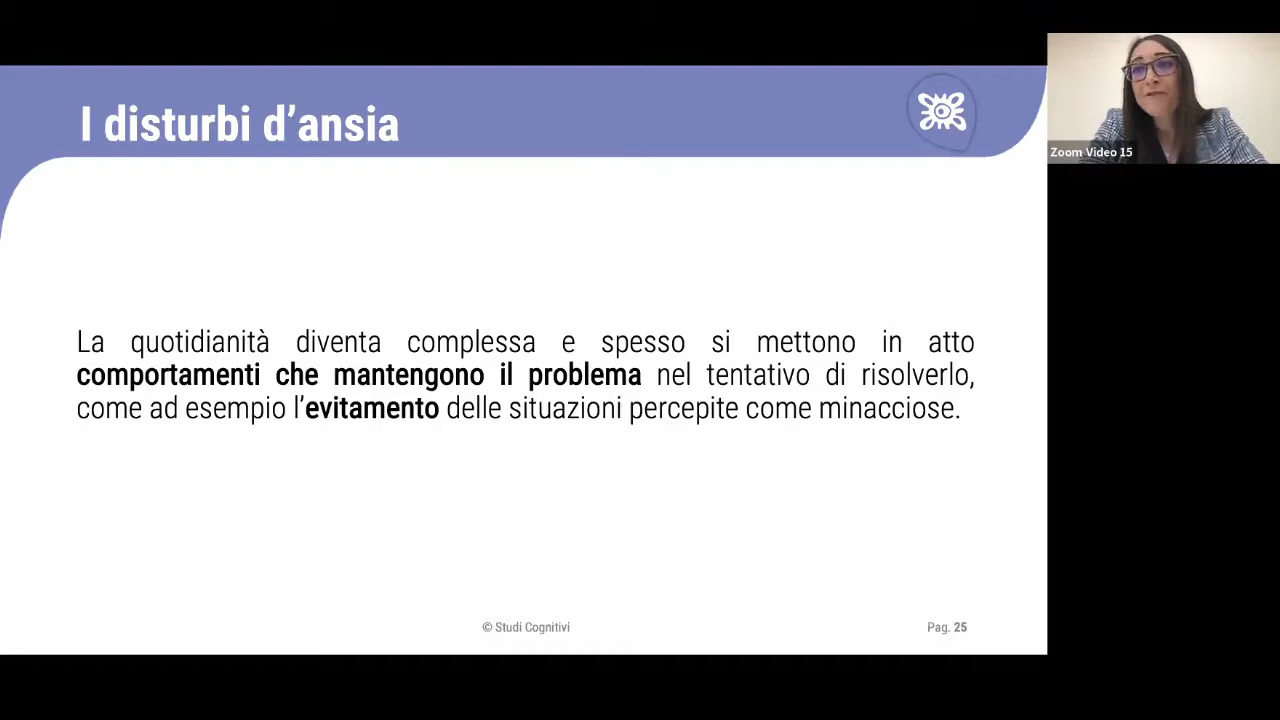 I disturbi d’ansia
Zoom Video 15
La quotidianità diventa complessa e spesso si mettono in atto
comportamenti che mantengono il problema nel tentativo di risolverlo,
come ad esempio l’evitamento delle situazioni percepite come minacciose.
© Studi Cognitivi
Pag. 25